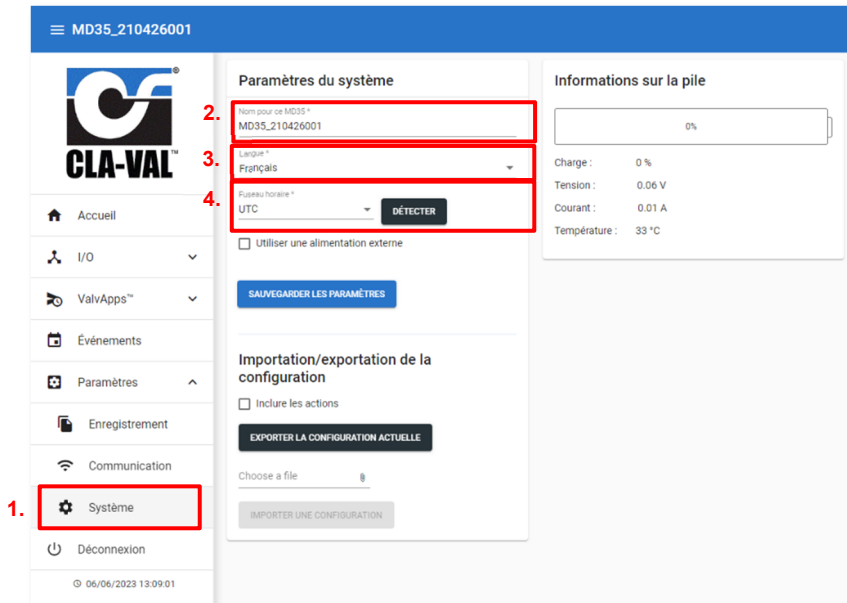 MD35_210426001
CLA-VAL™
®
Accueil
I/O
ValvApps™
Événements
Paramètres
Enregistrement
Communication
1.
Système
Déconnexion
06/06/2023 13:09:01
Paramètres du système
2.
Nom pour ce MD35 *
MD35_210426001
3.
Langue *
Français
4.
Fuseau horaire *
UTC
DÉTECTER
Utiliser une alimentation externe
SAUVEGARDER LES PARAMÈTRES
Importation/exportation de la
configuration
Inclure les actions
EXPORTER LA CONFIGURATION ACTUELLE
Choose a file
IMPORTER UNE CONFIGURATION
Informations sur la pile
0%
Charge : 0 %
Tension : 0.06 V
Courant : 0.01 A
Température : 33 °C